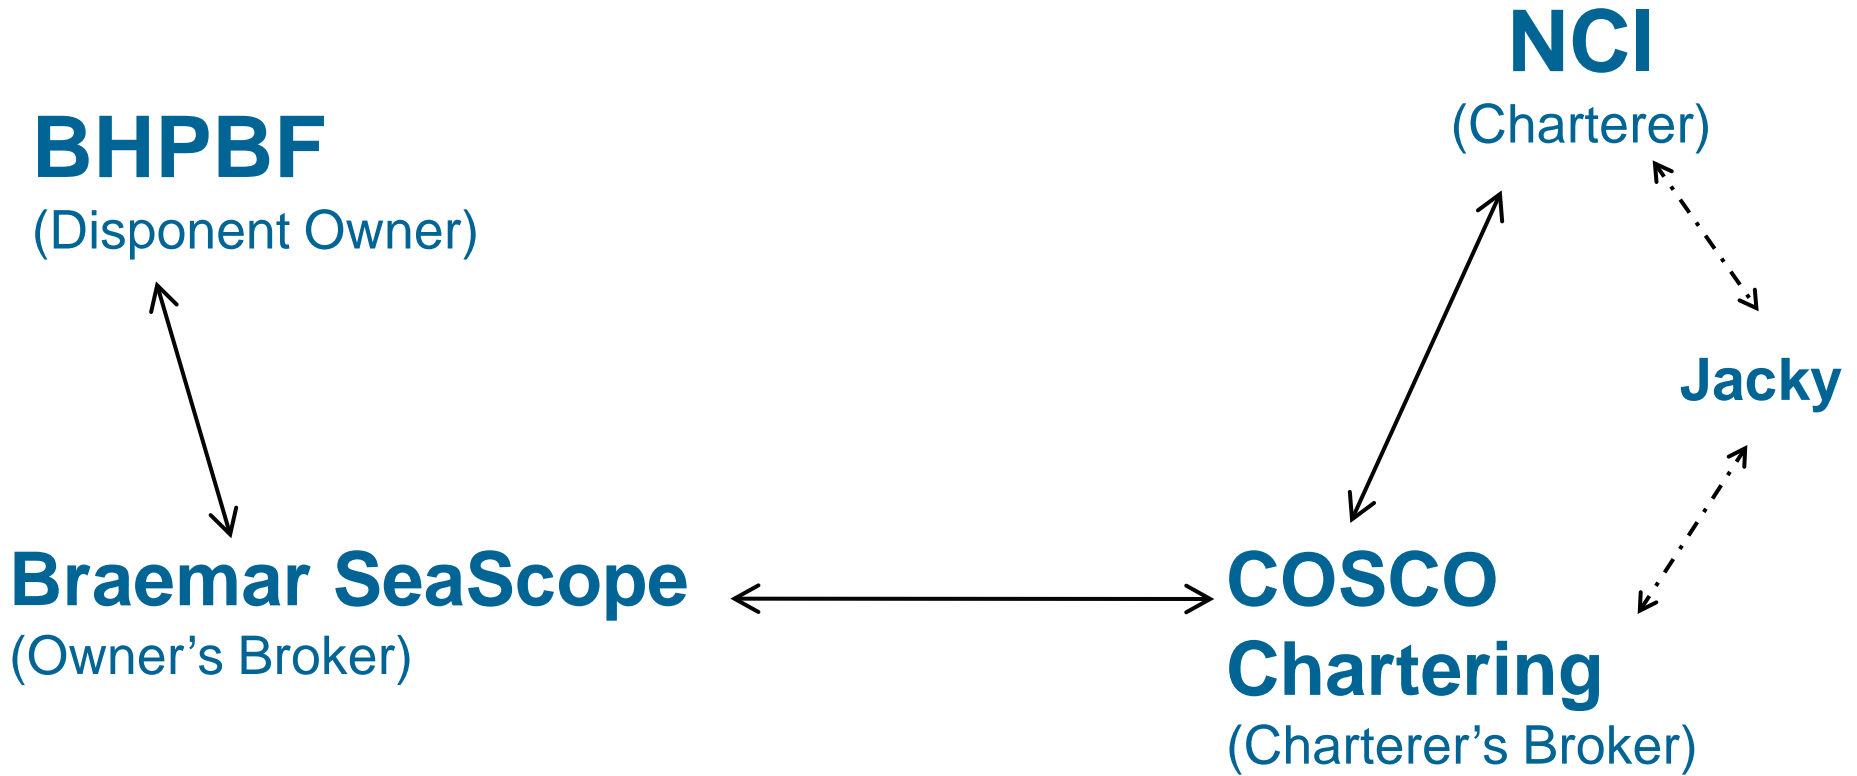 NCI
(Charterer)
BHPBF
(Disponent Owner)
Jacky
Braemar SeaScope
(Owner’s Broker)
COSCO
Chartering
(Charterer’s Broker)